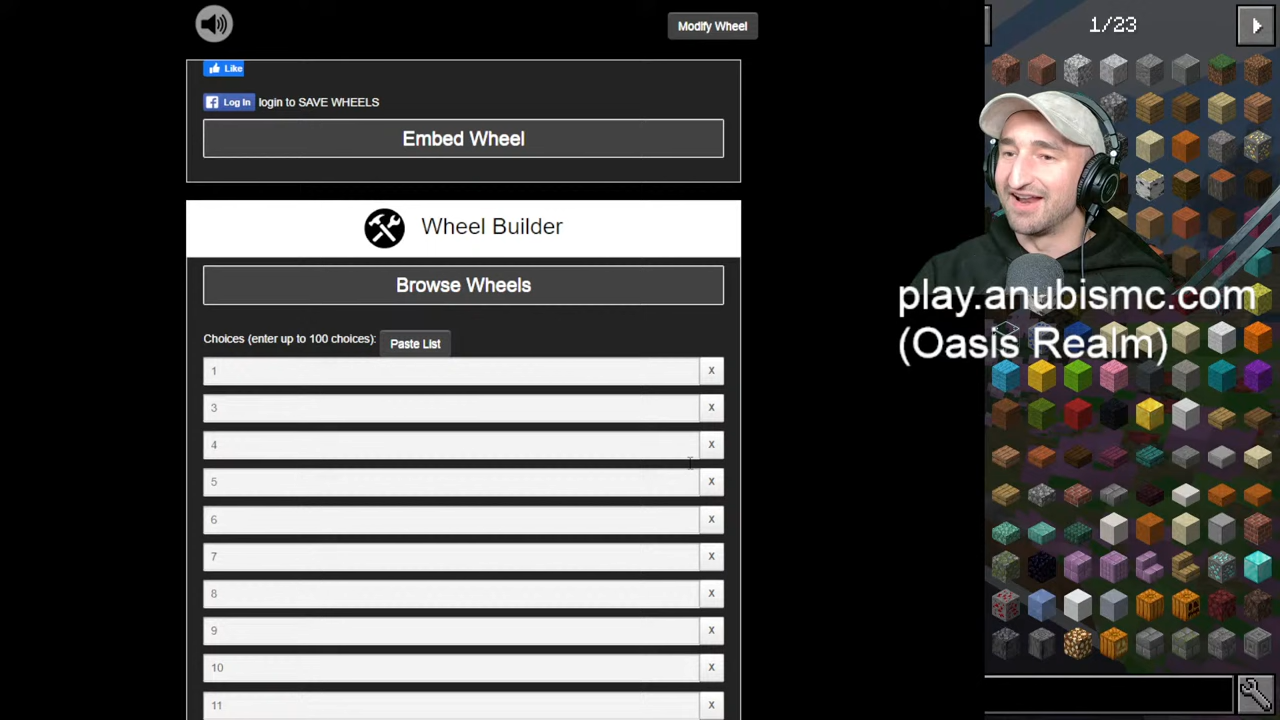 Modify Wheel
1/23
Like
Log In login to SAVE WHEELS
Embed Wheel
Wheel Builder
Browse Wheels
Choices (enter up to 100 choices): Paste List
1 X
3 X
4 X
5 X
6 X
7 X
8 X
9 X
10 X
11 X
play.anubismc.com
(Oasis Realm)